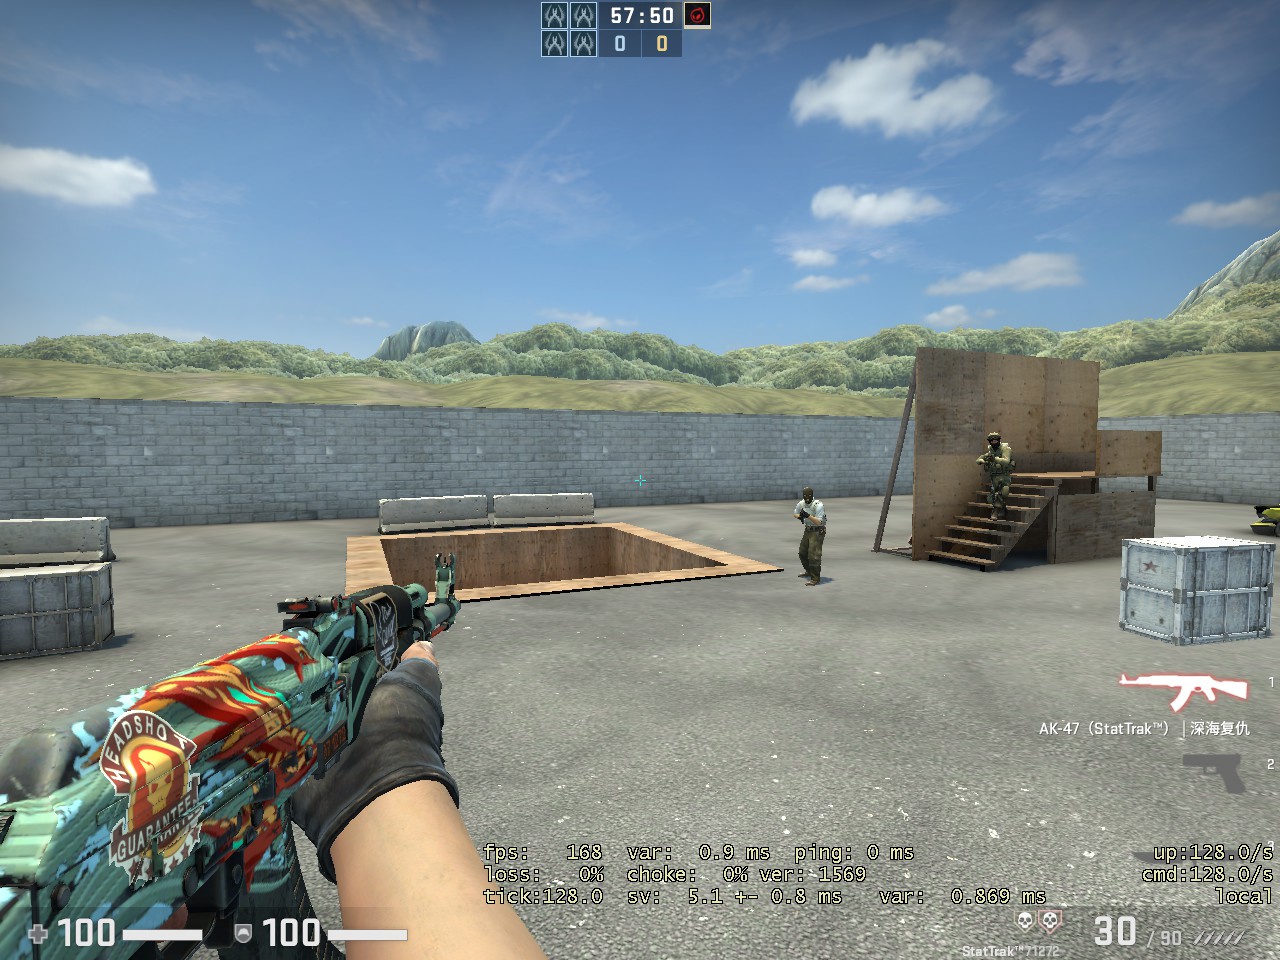 57:50
0 0
HEADSHOT
GUARANTEED
1
AK-47（StatTrak™）｜深海复仇
2
fps: 168 var: 0.9 ms ping: 0 ms
up:128.0/s
loss: 0% choke: 0% ver: 1569
cmd:128.0/s
tick:128.0 sv: 5.1 +- 0.8 ms var: 0.869 ms
local
100
100
30 / 90
StatTrak™71272